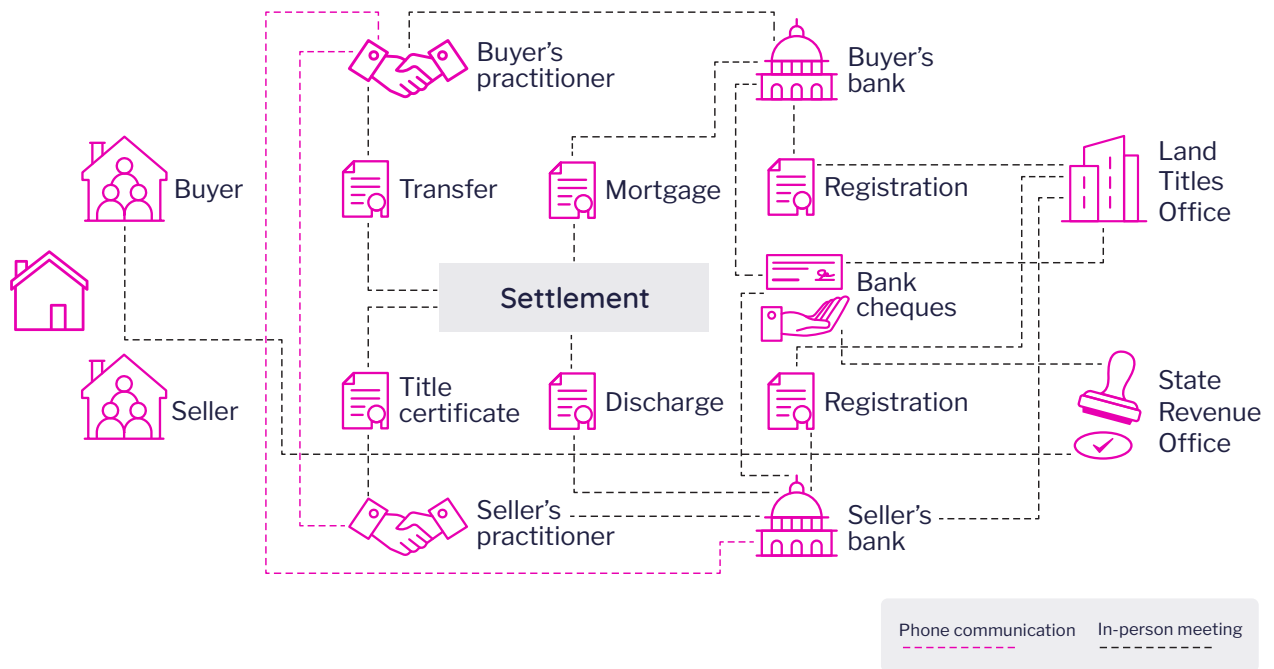 Buyer's
practitioner
Buyer's
bank
Buyer
Transfer
Mortgage
Registration
Land
Titles
Office
Settlement
Bank
cheques
Seller
Title
certificate
Discharge
Registration
State
Revenue
Office
Seller's
practitioner
Seller's
bank
Phone communication
In-person meeting